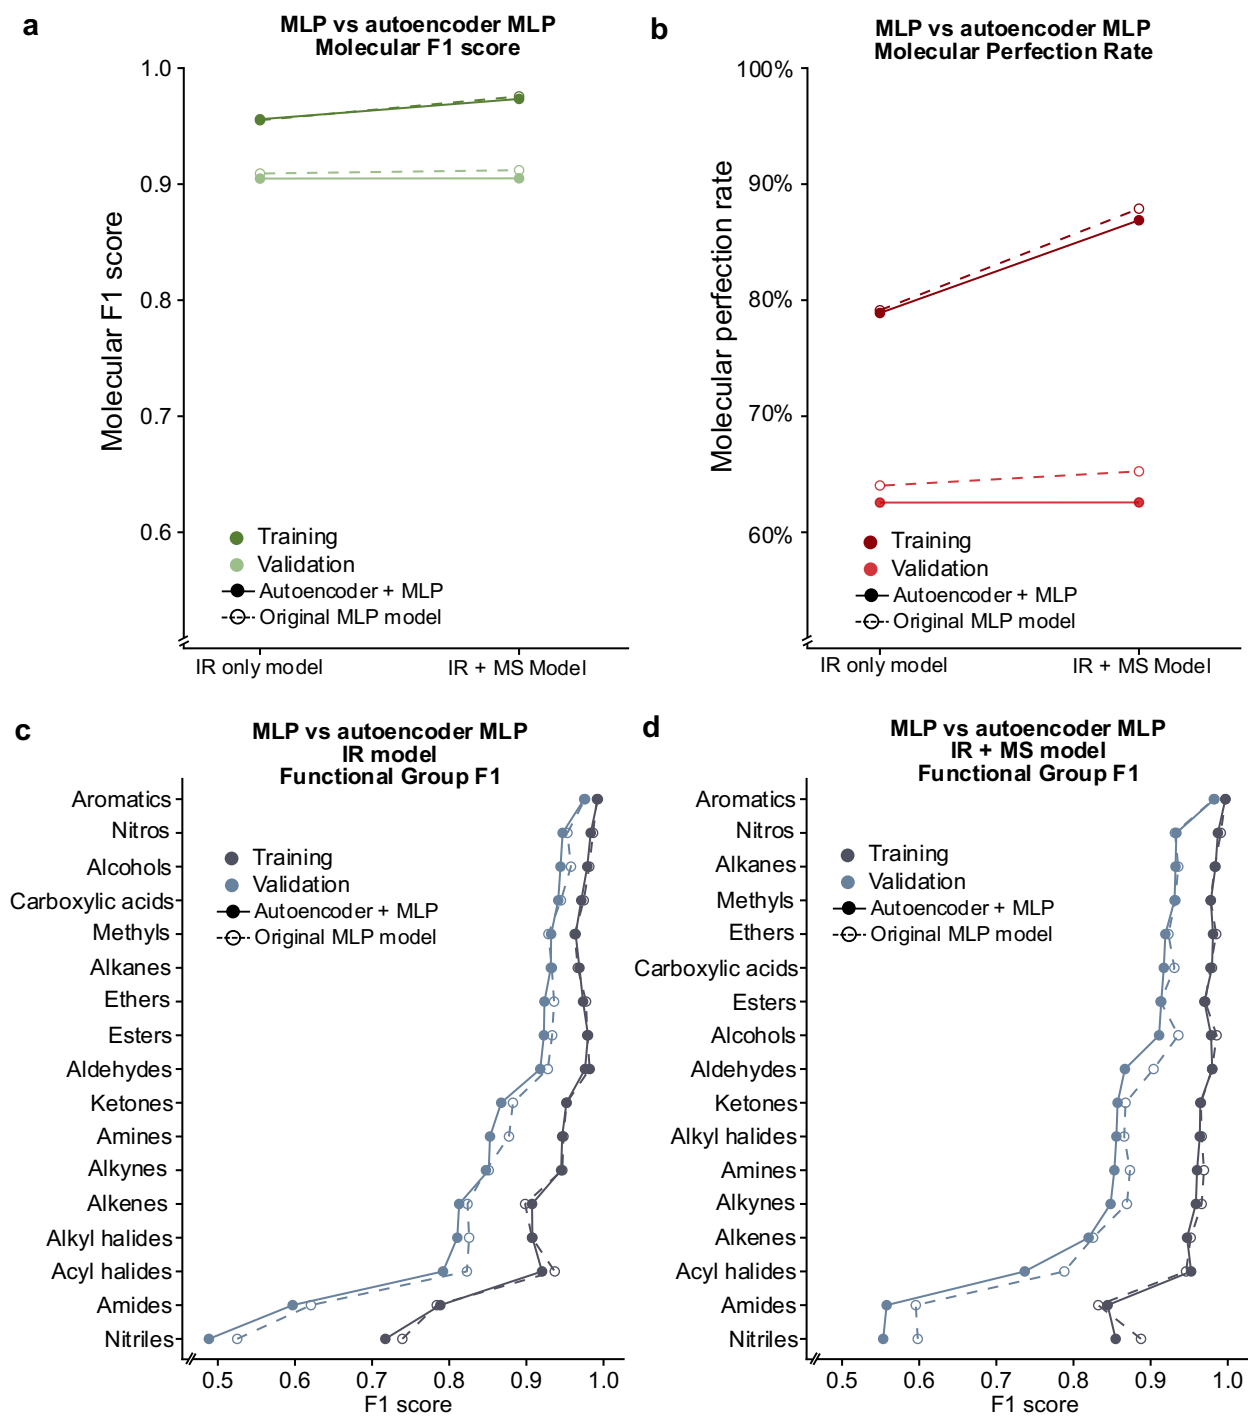 a
MLP vs autoencoder MLP
Molecular F1 score
1.0
0.9
0.8
0.7
0.6
Molecular F1 score
Training
Validation
Autoencoder + MLP
Original MLP model
IR only model
IR + MS Model
b
MLP vs autoencoder MLP
Molecular Perfection Rate
100%
90%
80%
70%
60%
Molecular perfection rate
Training
Validation
Autoencoder + MLP
Original MLP model
IR only model
IR + MS Model
c
MLP vs autoencoder MLP
IR model
Functional Group F1
Aromatics
Nitros
Alcohols
Carboxylic acids
Methyls
Alkanes
Ethers
Esters
Aldehydes
Ketones
Amines
Alkynes
Alkenes
Alkyl halides
Acyl halides
Amides
Nitriles
Training
Validation
Autoencoder + MLP
Original MLP model
0.5 0.6 0.7 0.8 0.9 1.0
F1 score
d
MLP vs autoencoder MLP
IR + MS model
Functional Group F1
Aromatics
Nitros
Alkanes
Methyls
Ethers
Carboxylic acids
Esters
Alcohols
Aldehydes
Ketones
Alkyl halides
Amines
Alkynes
Alkenes
Acyl halides
Amides
Nitriles
Training
Validation
Autoencoder + MLP
Original MLP model
0.5 0.6 0.7 0.8 0.9 1.0
F1 score